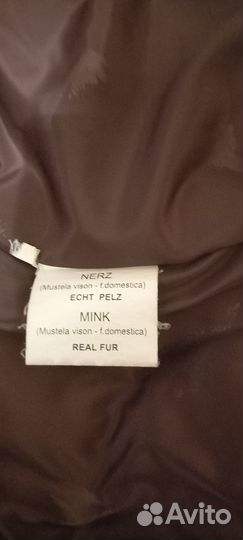 NERZ
(Mustela vison - f.domestica)
ECHT PELZ
MINK
(Mustela vison - f.domestica)
REAL FUR
Avito